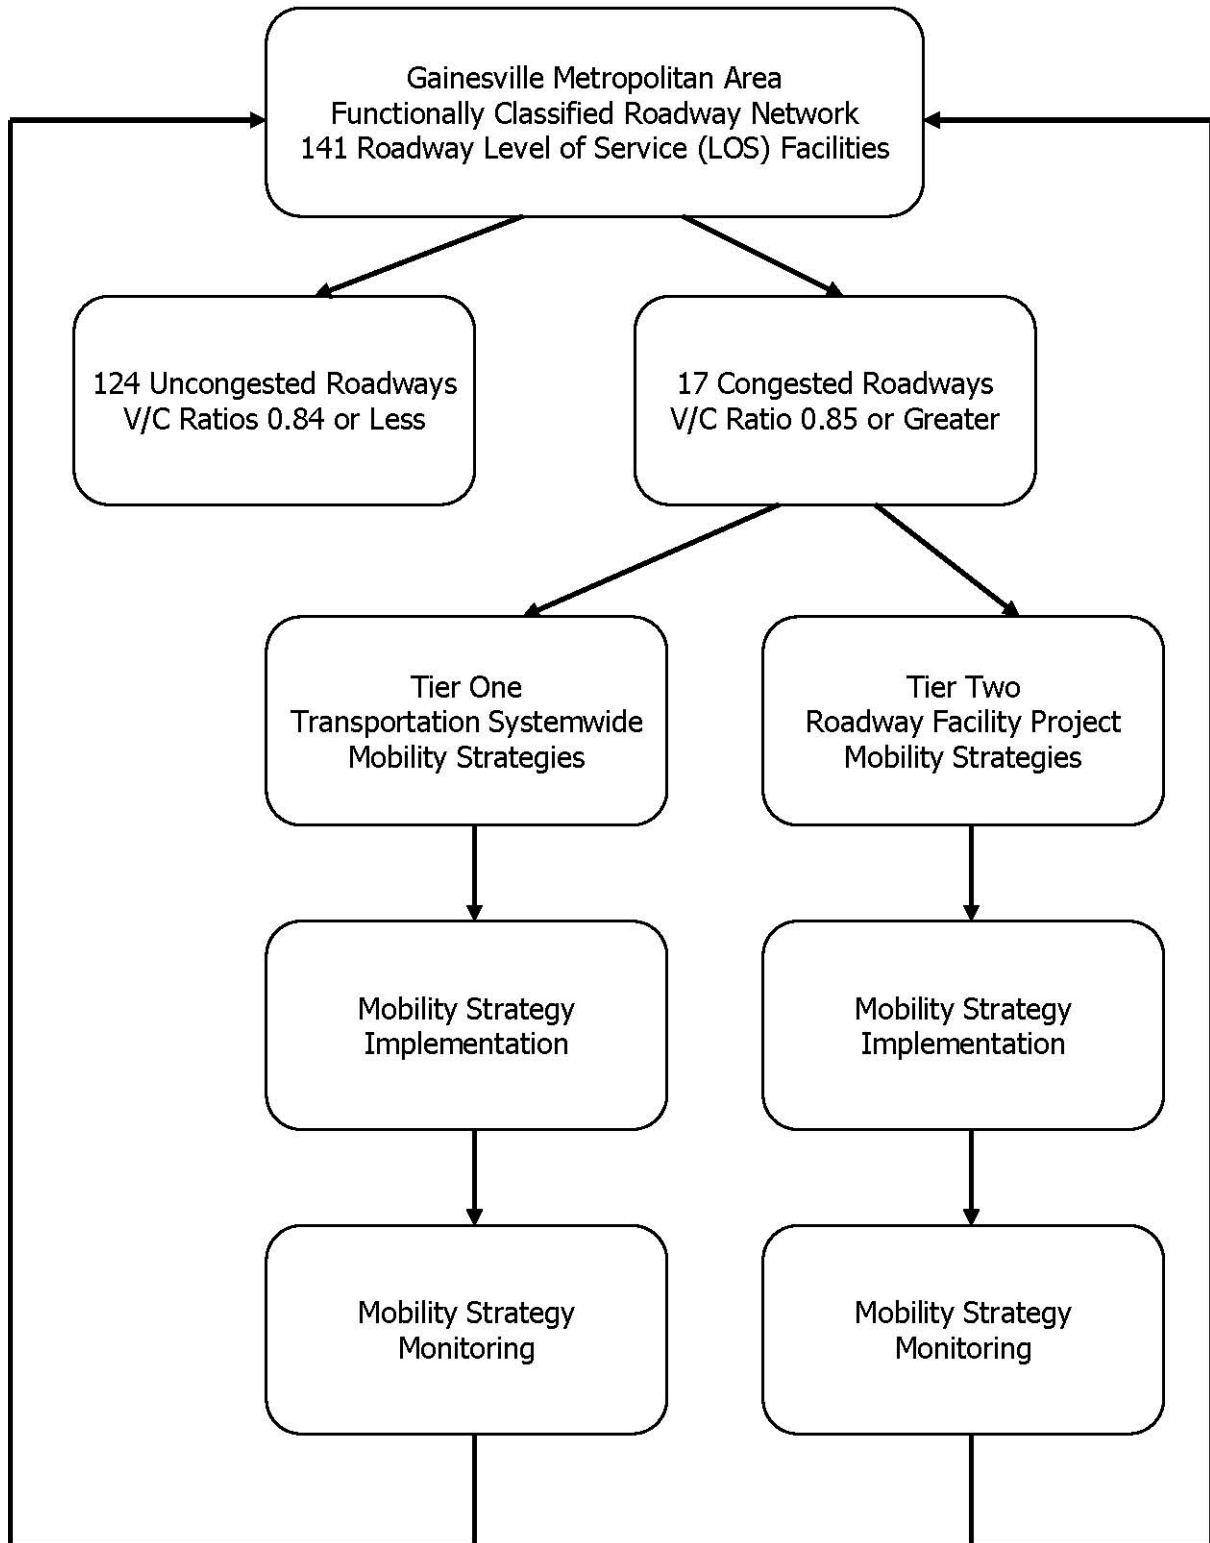 Gainesville Metropolitan Area
Functionally Classified Roadway Network
141 Roadway Level of Service (LOS) Facilities
124 Uncongested Roadways
V/C Ratios 0.84 or Less
17 Congested Roadways
V/C Ratio 0.85 or Greater
Tier One
Transportation Systemwide
Mobility Strategies
Tier Two
Roadway Facility Project
Mobility Strategies
Mobility Strategy
Implementation
Mobility Strategy
Implementation
Mobility Strategy
Monitoring
Mobility Strategy
Monitoring